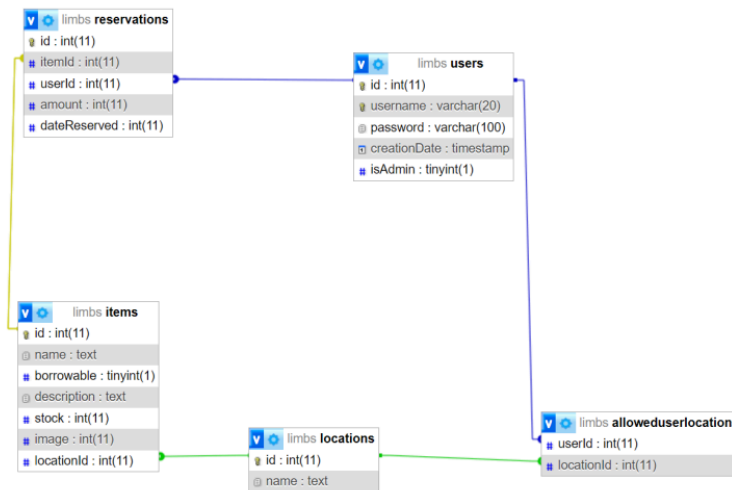 v limbs reservations
id : int(11)
# itemId : int(11)
# userId : int(11)
# amount : int(11)
# dateReserved : int(11)
v limbs users
id : int(11)
username : varchar(20)
password : varchar(100)
creationDate : timestamp
# isAdmin : tinyint(1)
v limbs items
id : int(11)
name : text
# borrowable : tinyint(1)
description : text
# stock : int(11)
# image : int(11)
# locationId : int(11)
v limbs locations
id : int(11)
name : text
v limbs alloweduserlocation
# userId : int(11)
# locationId : int(11)